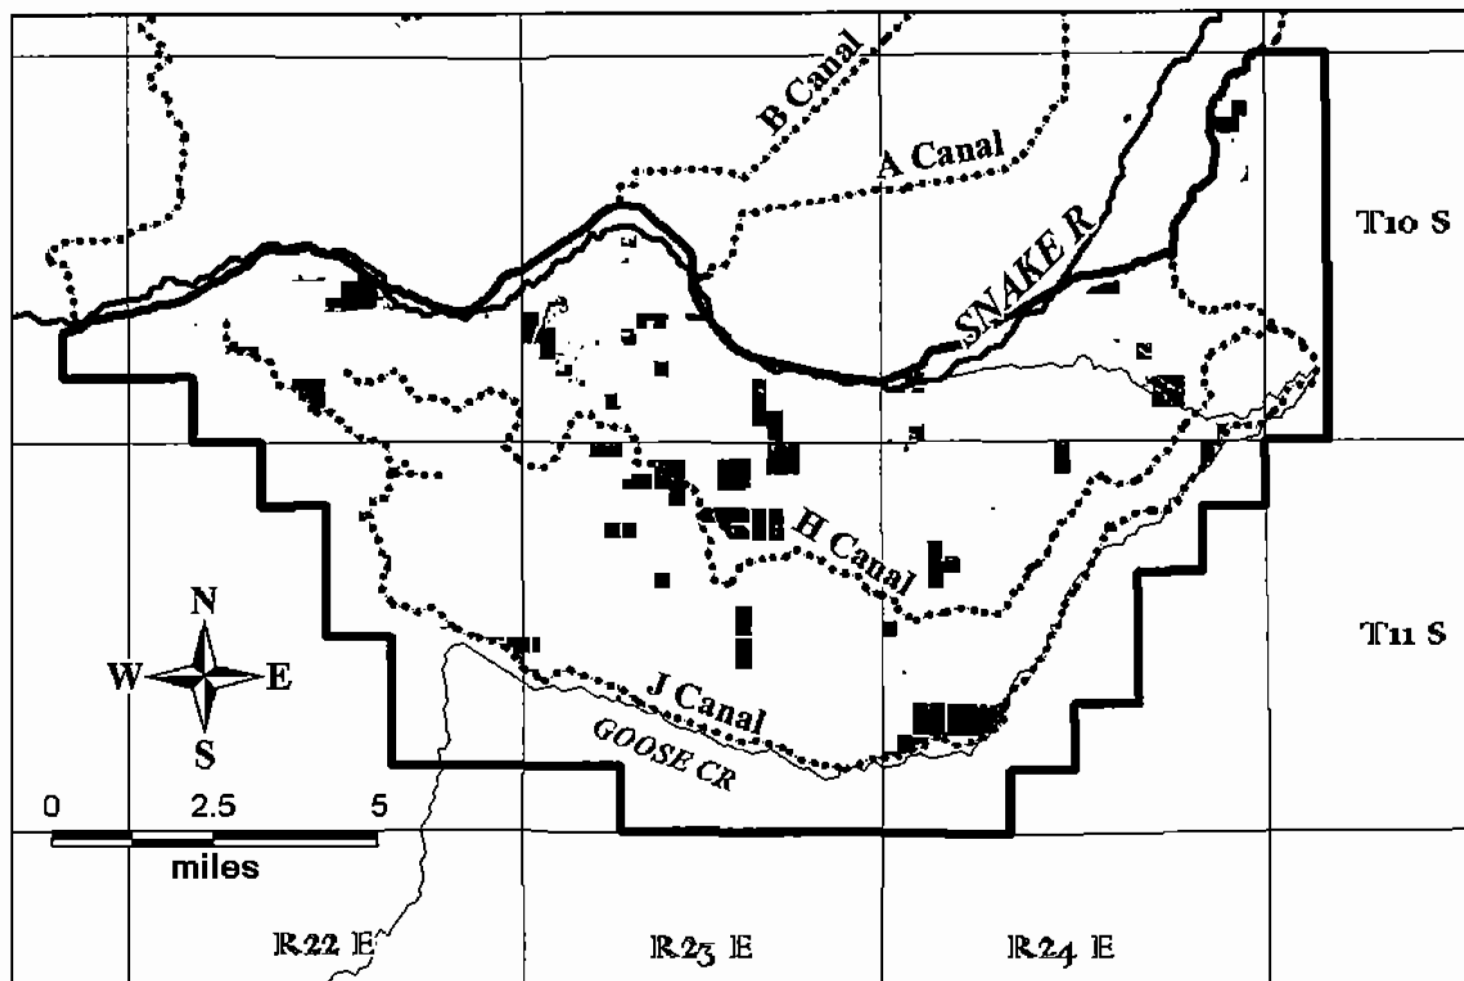 B Canal
A Canal
T10 S
SNAKE R
H Canal
N
W E
S
T11 S
J Canal
GOOSE CR
0 2.5 5
miles
R22 E R23 E R24 E